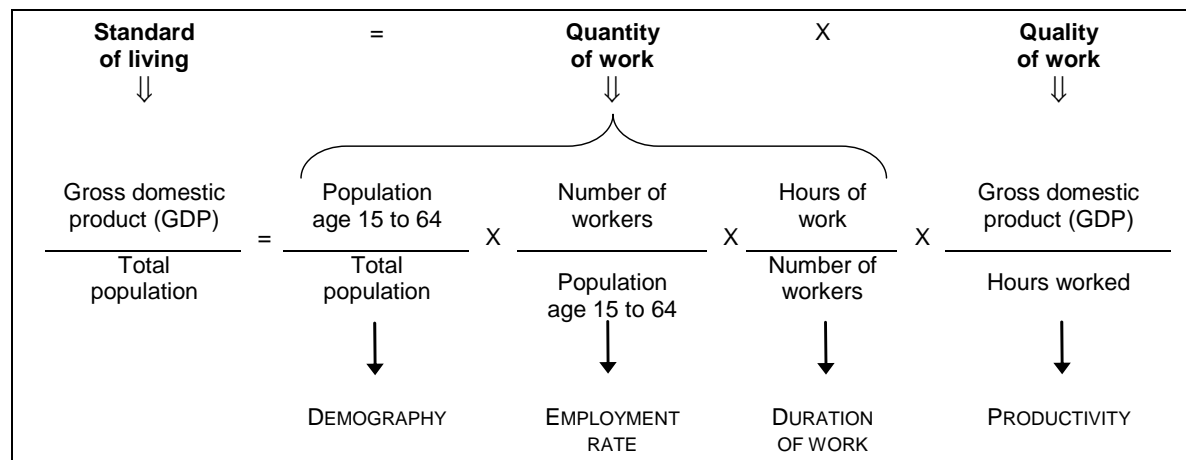 Standard = Quantity X Quality
of living of work of work
⇓ ⇓ ⇓
Gross domestic Population Number of Hours of Gross domestic
product (GDP) age 15 to 64 workers work product (GDP)
= X X X
Total Total Population Number of Hours worked
population population age 15 to 64 workers
DEMOGRAPHY EMPLOYMENT DURATION PRODUCTIVITY
RATE OF WORK